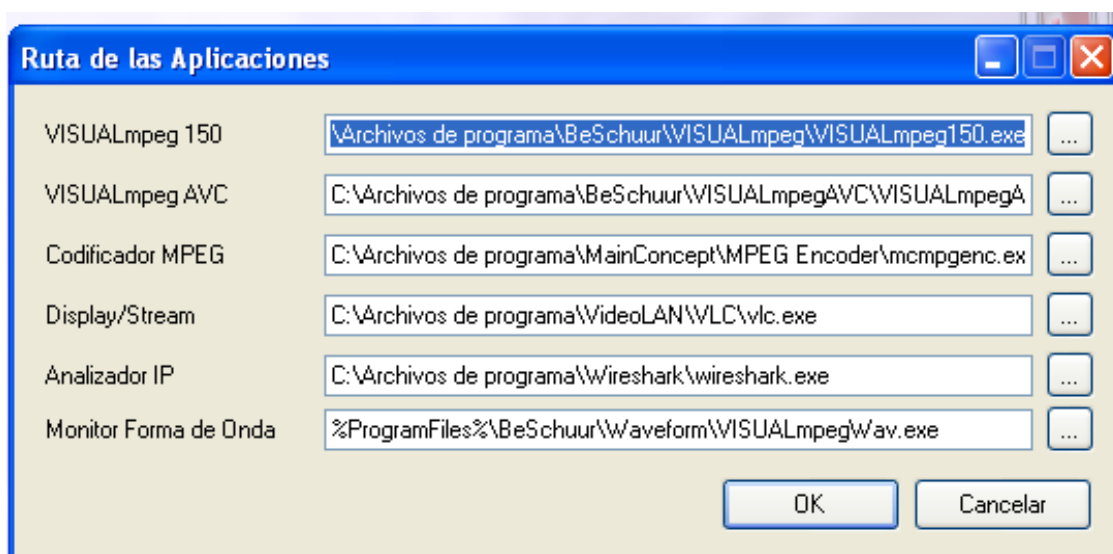 Ruta de las Aplicaciones
VISUALmpeg 150 \Archivos de programa\BeSchuur\VISUALmpeg\VISUALmpeg150.exe ...
VISUALmpeg AVC C:\Archivos de programa\BeSchuur\VISUALmpegAVC\VISUALmpegA ...
Codificador MPEG C:\Archivos de programa\MainConcept\MPEG Encoder\mcmpgenc.ex ...
Display/Stream C:\Archivos de programa\VideoLAN\VLC\vlc.exe ...
Analizador IP C:\Archivos de programa\Wireshark\wireshark.exe ...
Monitor Forma de Onda %ProgramFiles%\BeSchuur\Waveform\VISUALmpegWav.exe ...
OK Cancelar